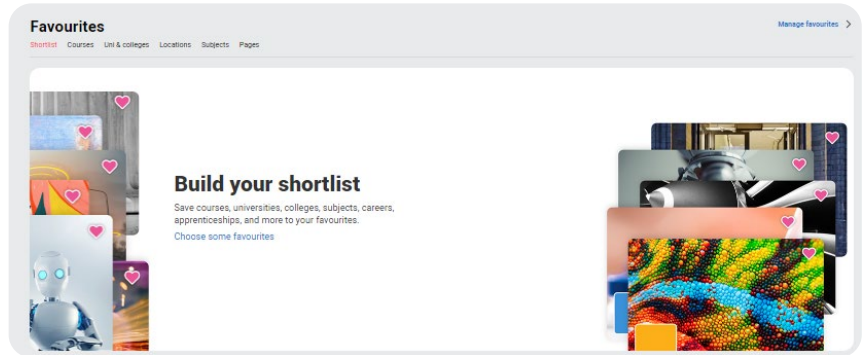 Favourites
Manage favourites
Shortlist Courses Uni & colleges Locations Subjects Pages
Build your shortlist
Save courses, universities, colleges, subjects, careers,
apprenticeships, and more to your favourites.
Choose some favourites